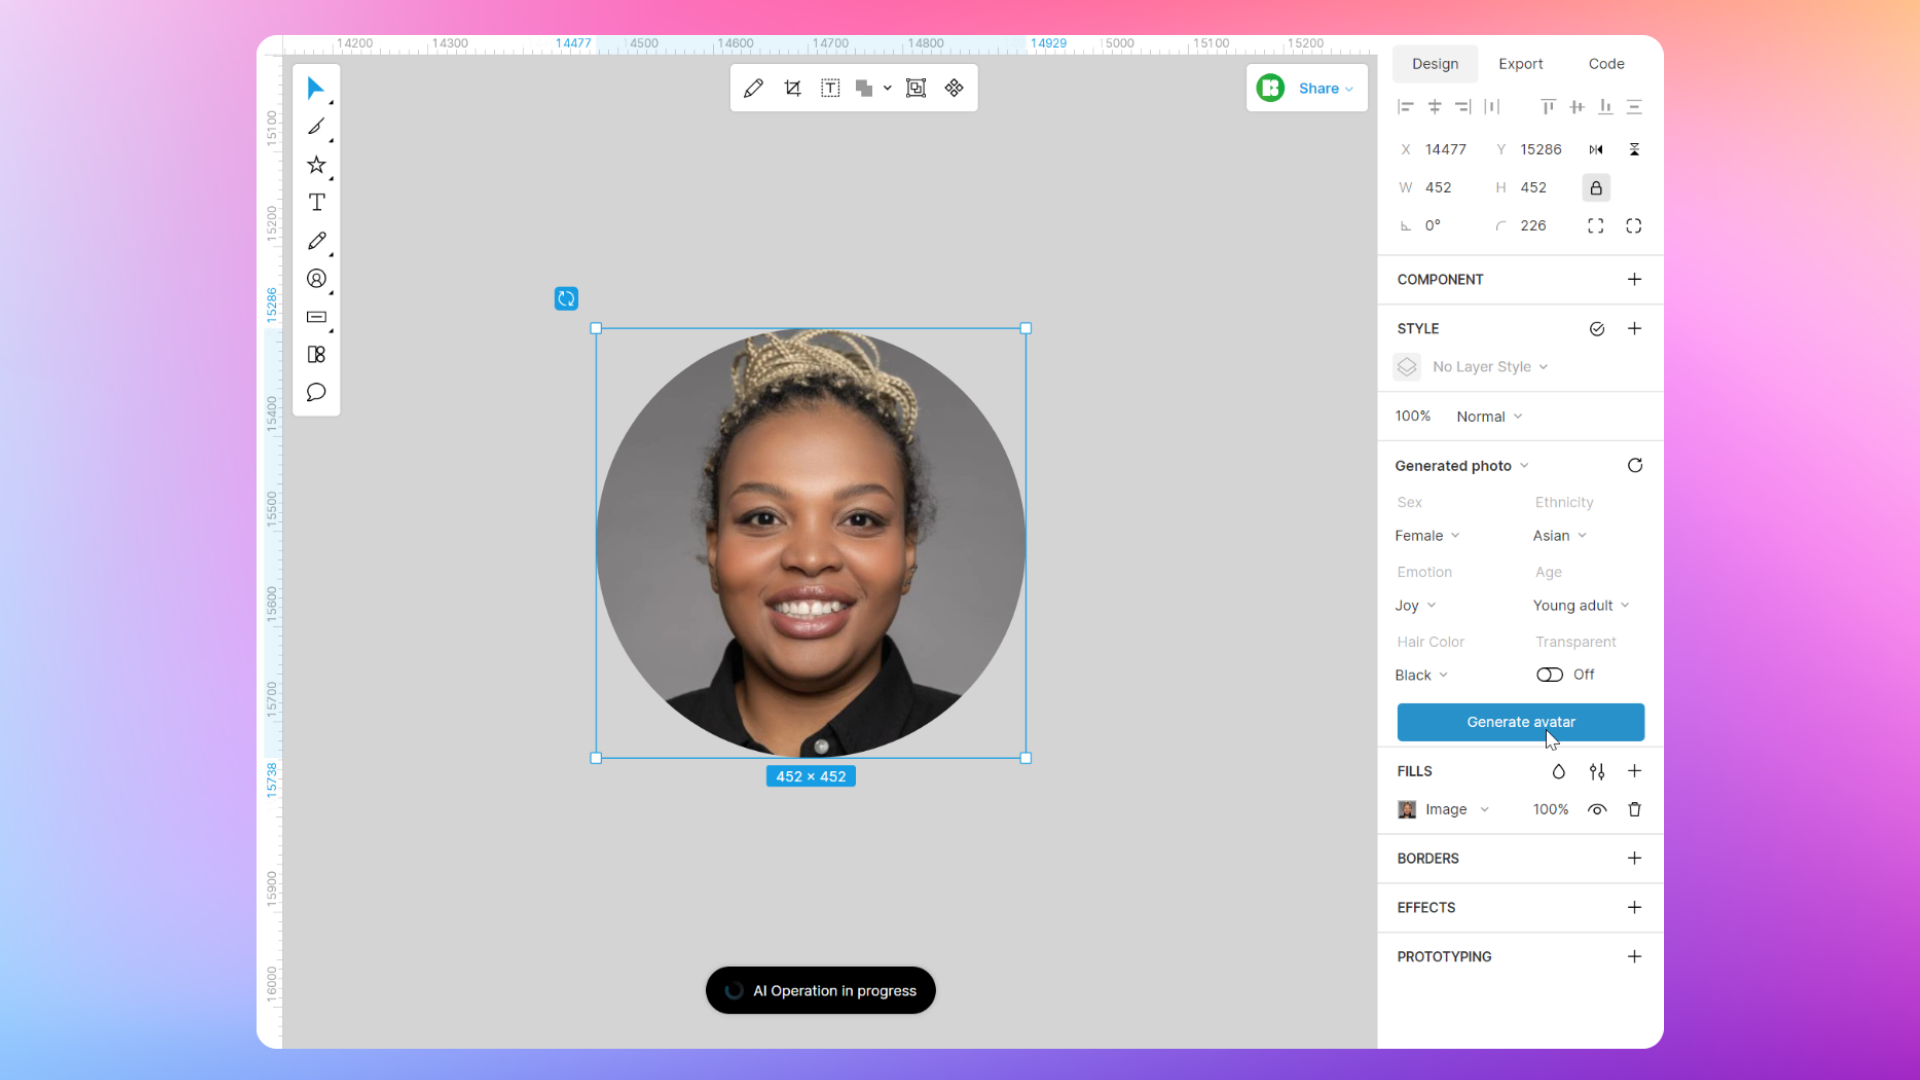 14200 14300 14477 14500 14600 14700 14800 14929 15000 15100 15200
15100
15200
15286
15400
15500
15600
15700
15738
15900
16000
Share
Design Export Code
X 14477 Y 15286
W 452 H 452
0° 226
COMPONENT
STYLE
No Layer Style
100% Normal
Generated photo
Sex Ethnicity
Female Asian
Emotion Age
Joy Young adult
Hair Color Transparent
Black Off
Generate avatar
FILLS
Image 100%
BORDERS
EFFECTS
PROTOTYPING
452 × 452
AI Operation in progress